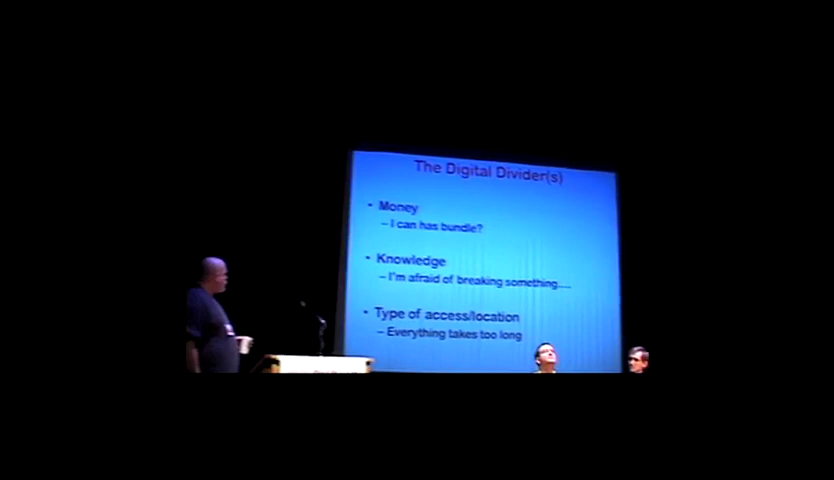 The Digital Divider(s)
• Money
– I can has bundle?
• Knowledge
– I'm afraid of breaking something....
• Type of access/location
– Everything takes too long